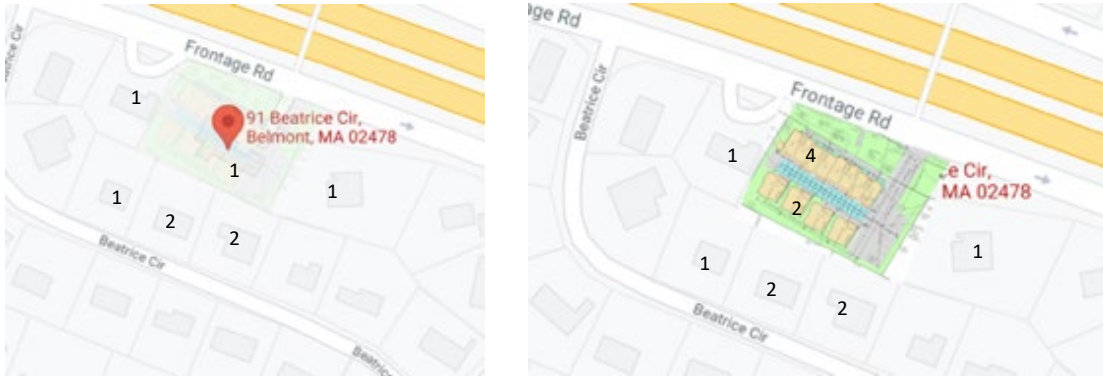 Beatrice Cir
Frontage Rd
1
91 Beatrice Cir,
Belmont, MA 02478
1
1
1
2
2
Beatrice Cir
Beatrice
ge Rd
Beatrice Cir
Frontage Rd
1
4
e Cir,
MA 02478
2
1
1
2
2
Beatrice Cir